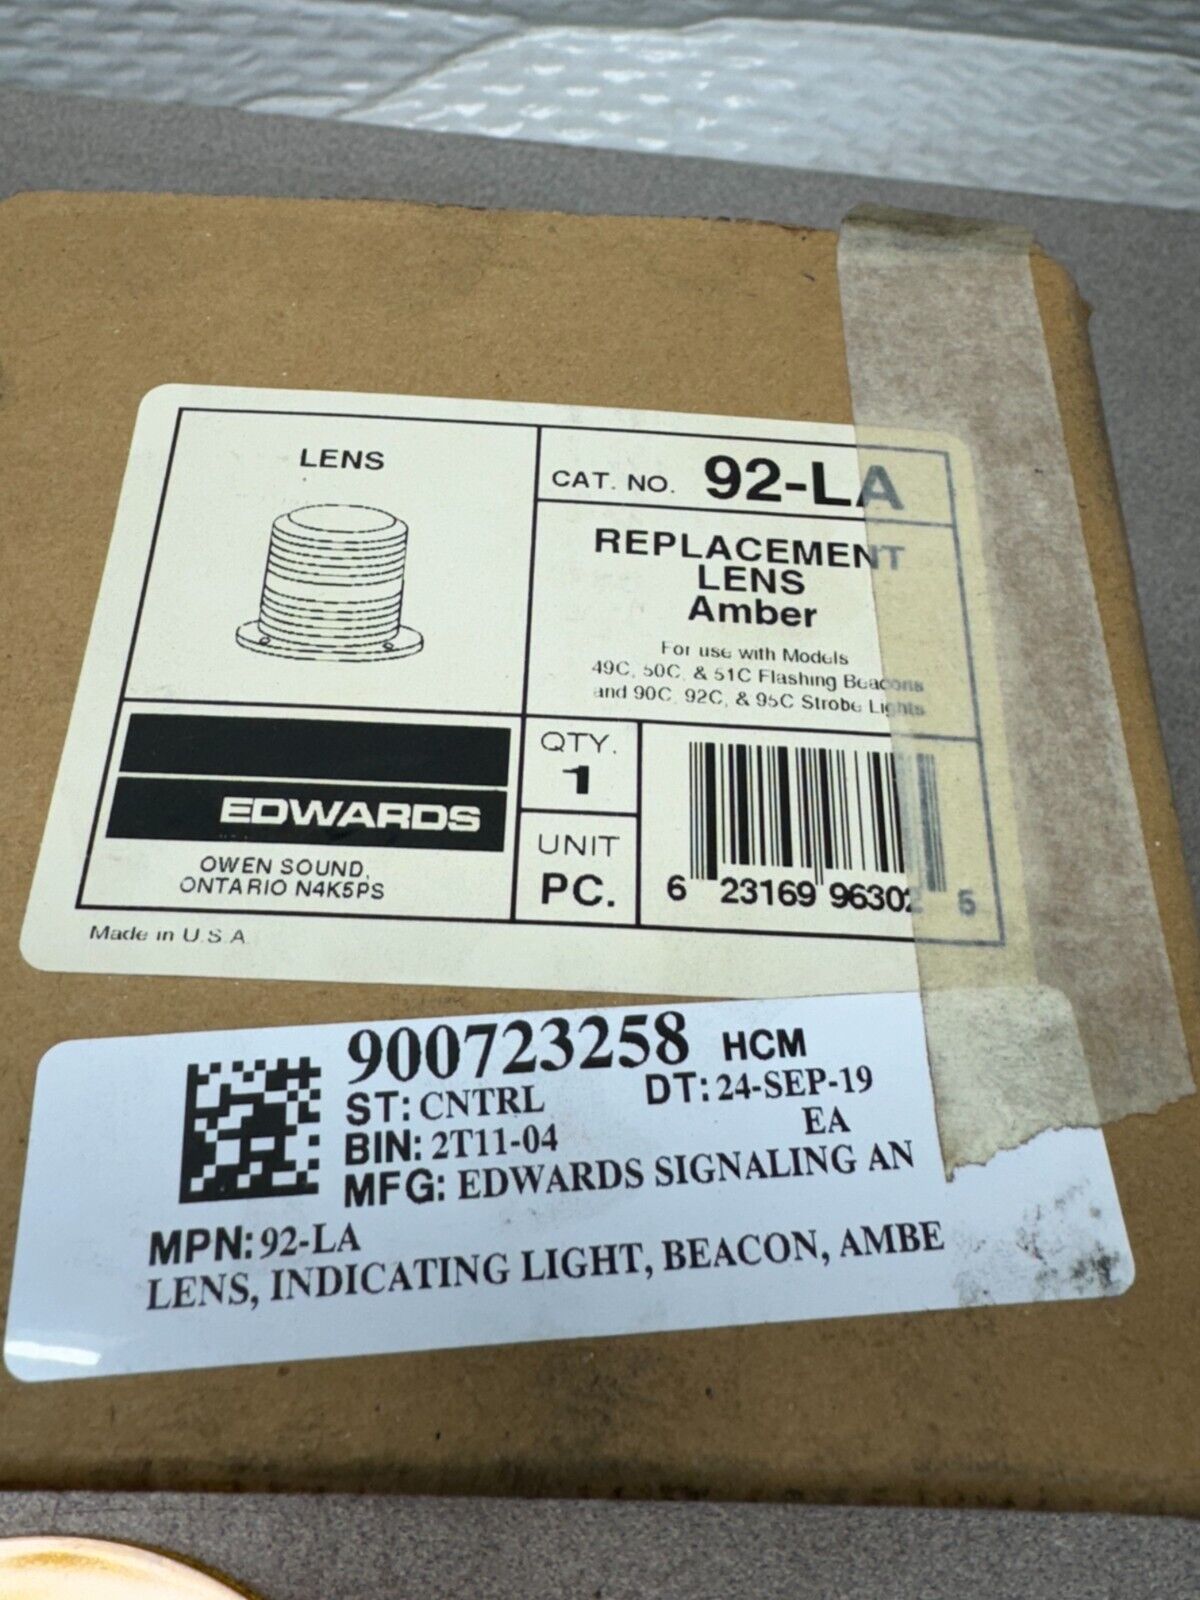 LENS
CAT. NO. 92-LA
REPLACEMENT
LENS
Amber
For use with Models
49C, 50C, & 51C Flashing Beacons
and 90C, 92C, & 95C Strobe Lights
EDWARDS
OWEN SOUND,
ONTARIO N4K5P5
QTY.
1
UNIT
PC.
6 23169 96302 5
Made in U.S.A.
900723258 HCM
ST: CNTRL DT: 24-SEP-19
BIN: 2T11-04 EA
MFG: EDWARDS SIGNALING AN
MPN: 92-LA
LENS, INDICATING LIGHT, BEACON, AMBE